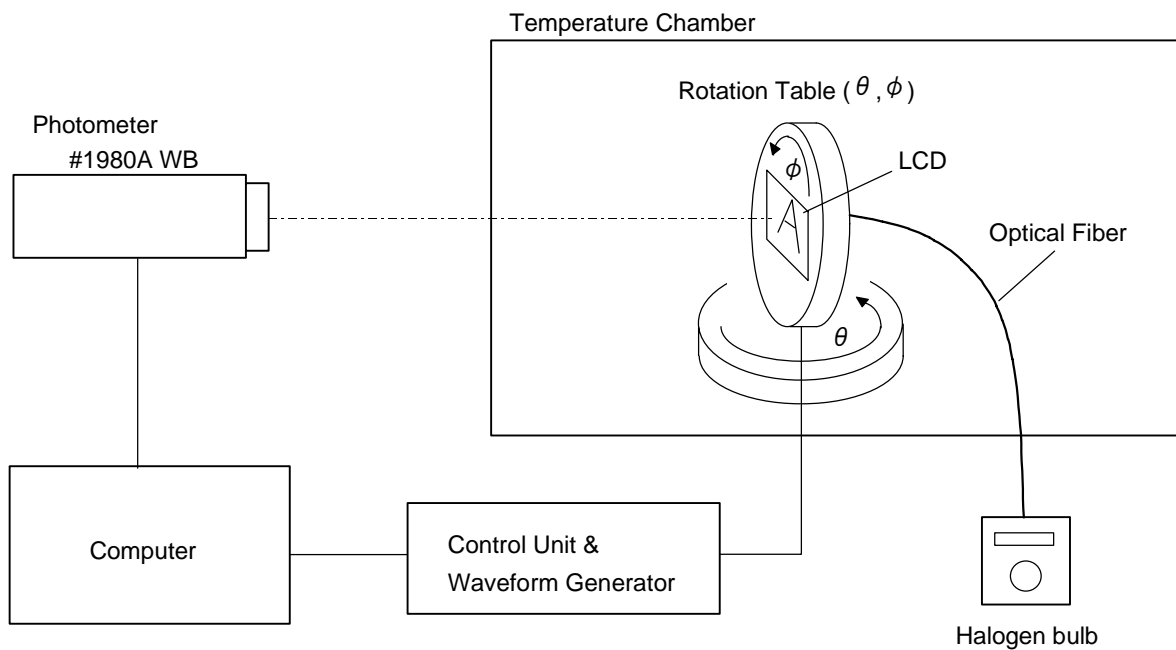 Temperature Chamber
Rotation Table ( θ , ϕ )
Photometer
#1980A WB
ϕ
LCD
A
Optical Fiber
θ
Computer
Control Unit &
Waveform Generator
Halogen bulb